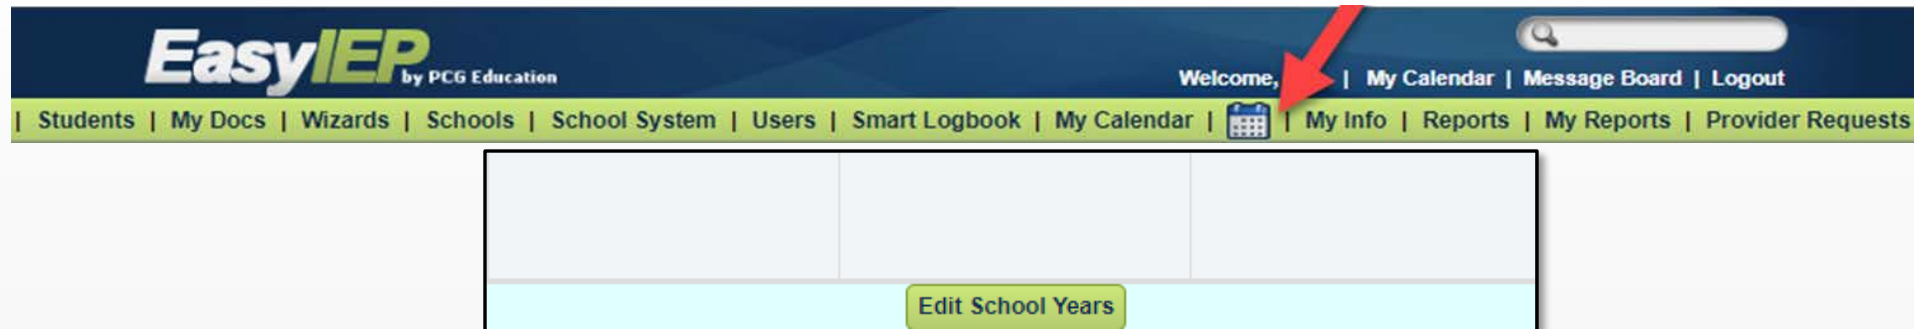 EasyIEP by PCG Education
Welcome, | My Calendar | Message Board | Logout
| Students | My Docs | Wizards | Schools | School System | Users | Smart Logbook | My Calendar | | My Info | Reports | My Reports | Provider Requests
Edit School Years